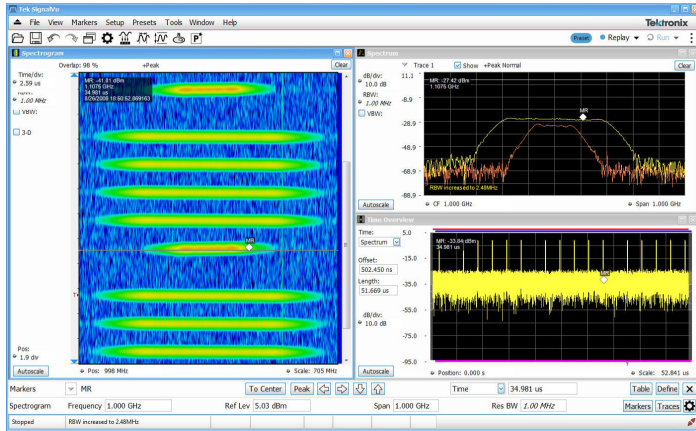 Tek SignalVu
File View Markers Setup Presets Tools Window Help
Tektronix
Preset Replay Run
Spectrogram
Overlap: 98 % +Peak Clear
Time/div:
2.59 us
1.00 MHz
VBW:
3-D
MR: -41.81 dBm
1.1075 GHz
34.981 us
8/26/2008 18:50:52.869163
MR
T
Pos:
1.9 div
Autoscale Pos: 998 MHz Scale: 705 MHz
Spectrum
Trace 1 Show +Peak Normal Clear
dB/div:
10.0 dB
RBW:
1.00 MHz
VBW:
11.1
-8.9
-28.9
-48.9
-68.9
-88.9
MR: -27.42 dBm
1.1075 GHz
34.981 us
MR
RBW increased to 2.48MHz
Autoscale CF 1.000 GHz Span 1.000 GHz
Time Overview
Time:
Spectrum
Offset:
502.450 ns
Length:
51.669 us
dB/div:
10.0 dB
5.0
-15.0
-35.0
-55.0
-75.0
-95.0
MR: -33.84 dBm
34.981 us
MR
Autoscale Position: 0.000 s Scale: 52.841 us
Markers MR To Center Peak Time 34.981 us Table Define X
Spectrogram Frequency 1.000 GHz Ref Lev 5.03 dBm Span 1.000 GHz Res BW 1.00 MHz Markers Traces
Stopped RBW increased to 2.48MHz